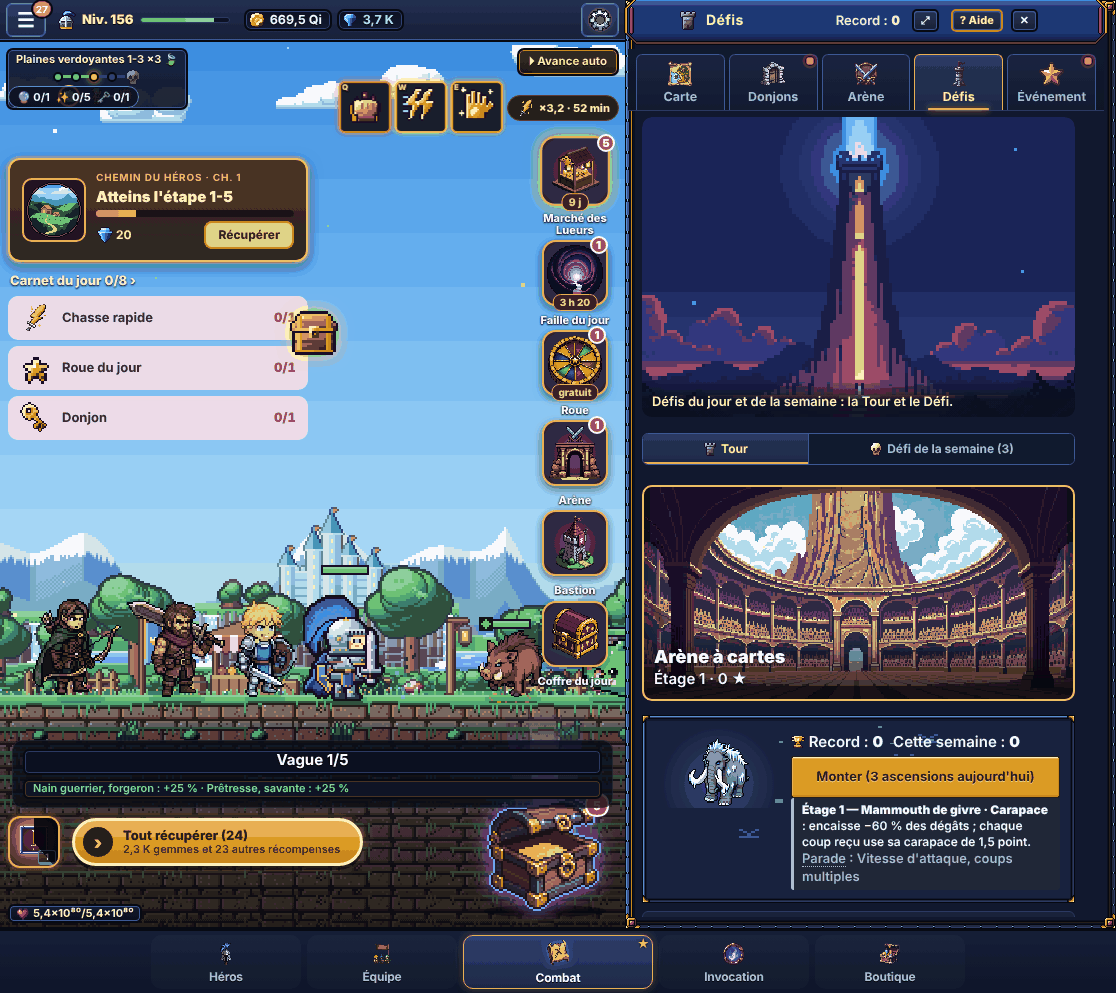 27
Niv. 156
669,5 Qi
3,7 K
Plaines verdoyantes 1-3 ×3
0/1 0/5 0/1
Avance auto
Q
W
E
×3,2 · 52 min
CHEMIN DU HÉROS · CH. 1
Atteins l'étape 1-5
20
Récupérer
Carnet du jour 0/8 ›
Chasse rapide 0/1
Roue du jour 0/1
Donjon 0/1
5
9 j
Marché des
Lueurs
1
3 h 20
Faille du jour
1
gratuit
Roue
1
Arène
Bastion
Coffre du jour
Vague 1/5
Nain guerrier, forgeron : +25 % · Prêtresse, savante : +25 %
Tout récupérer (24)
2,3 K gemmes et 23 autres récompenses
5,4×10⁸⁰/5,4×10⁸⁰
Défis
Record : 0
? Aide
Carte
Donjons
Arène
Défis
Événement
Défis du jour et de la semaine : la Tour et le Défi.
Tour
Défi de la semaine (3)
Arène à cartes
Étage 1 · 0 ★
Record : 0 Cette semaine : 0
Monter (3 ascensions aujourd'hui)
Étage 1 — Mammouth de givre · Carapace
: encaisse −60 % des dégâts ; chaque
coup reçu use sa carapace de 1,5 point.
Parade : Vitesse d'attaque, coups
multiples
Héros
Équipe
Combat
Invocation
Boutique